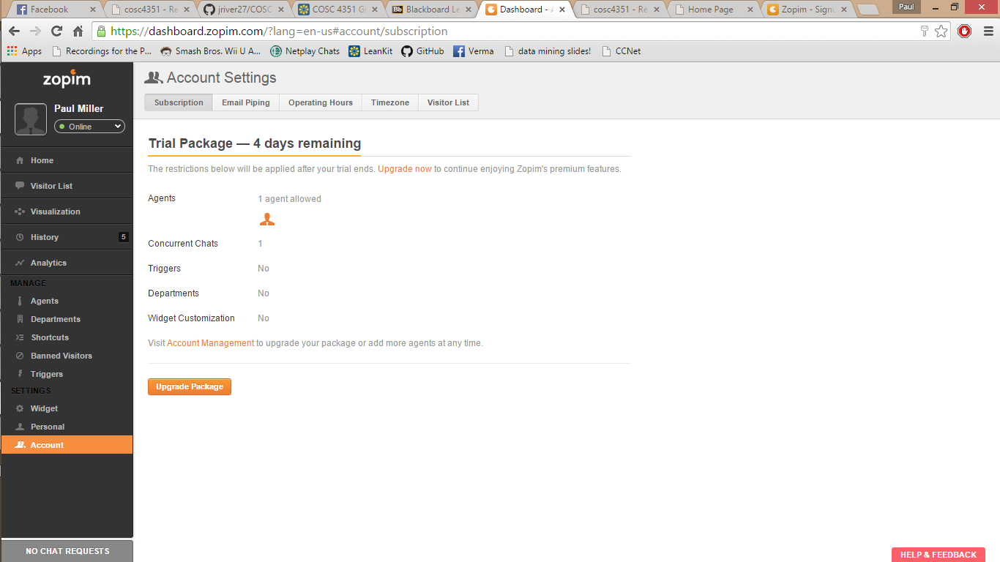 Facebook
cosc4351 - Re
jriver27/COSC
COSC 4351 G
Blackboard Le
Dashboard - A
cosc4351 - Re
Home Page
Zopim - Signu
Paul
https://dashboard.zopim.com/?lang=en-us#account/subscription
Apps
Recordings for the P...
Smash Bros. Wii U A...
Netplay Chats
LeanKit
GitHub
Verma
data mining slides!
CCNet
zopim
Paul Miller
Online
Home
Visitor List
Visualization
History 5
Analytics
MANAGE
Agents
Departments
Shortcuts
Banned Visitors
Triggers
SETTINGS
Widget
Personal
Account
NO CHAT REQUESTS
Account Settings
Subscription
Email Piping
Operating Hours
Timezone
Visitor List
Trial Package — 4 days remaining
The restrictions below will be applied after your trial ends. Upgrade now to continue enjoying Zopim's premium features.
Agents 1 agent allowed
Concurrent Chats 1
Triggers No
Departments No
Widget Customization No
Visit Account Management to upgrade your package or add more agents at any time.
Upgrade Package
HELP & FEEDBACK